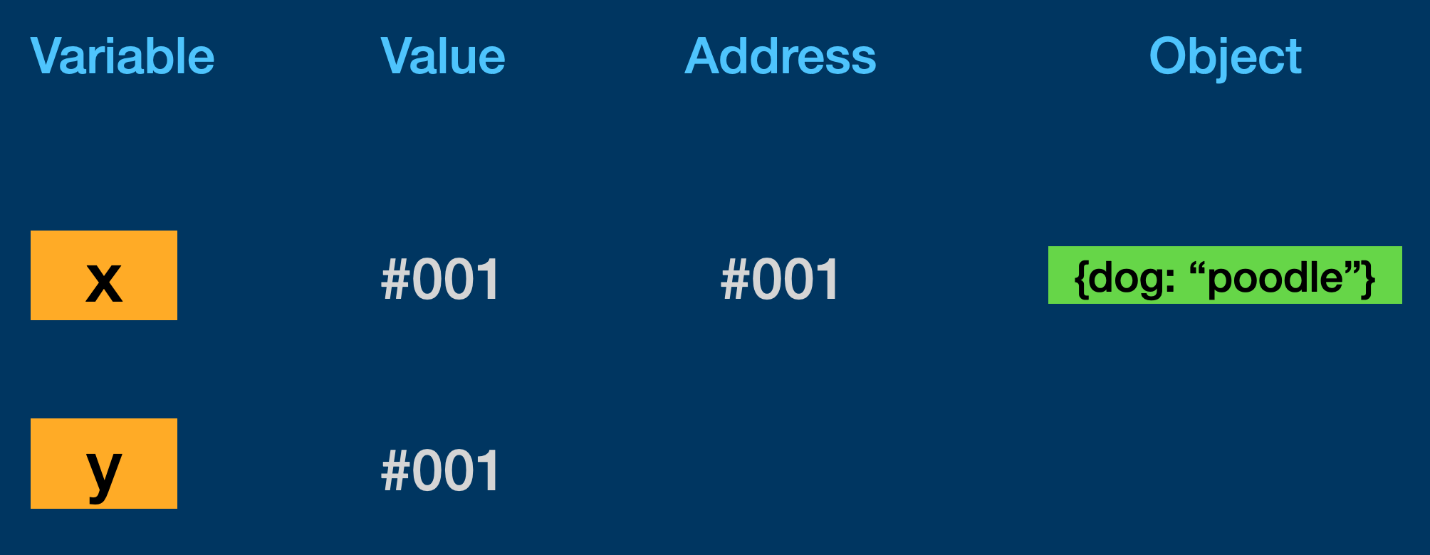 Variable Value Address Object
x #001 #001 {dog: “poodle”}
y #001